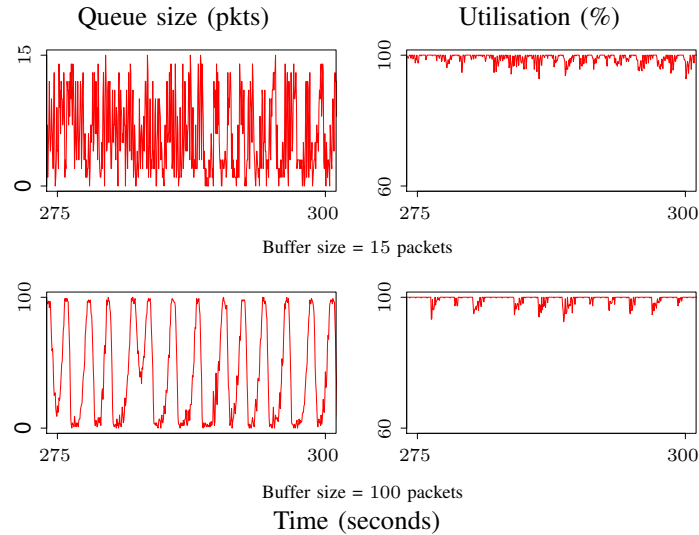 Queue size (pkts) Utilisation (%)
15 100
0 60
275 300 275 300
Buffer size = 15 packets
100 100
0 60
275 300 275 300
Buffer size = 100 packets
Time (seconds)